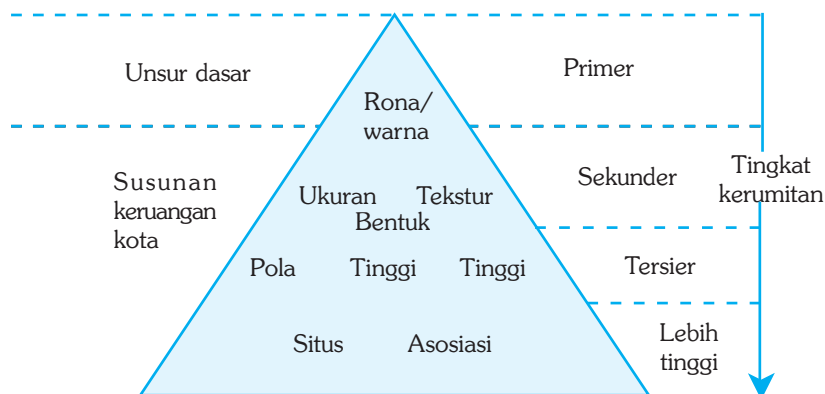 Unsur dasar
Primer
Rona/
warna
Susunan
keruangan
kota
Ukuran Tekstur
Bentuk
Sekunder
Tingkat
kerumitan
Pola Tinggi Tinggi
Tersier
Situs Asosiasi
Lebih
tinggi